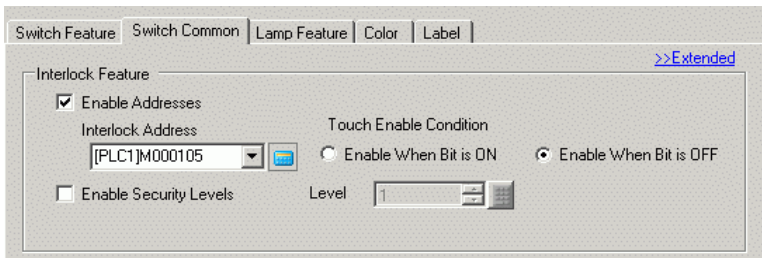 Switch Feature Switch Common Lamp Feature Color Label
>>Extended
Interlock Feature
Enable Addresses
Interlock Address Touch Enable Condition
[PLC1]M000105 Enable When Bit is ON Enable When Bit is OFF
Enable Security Levels Level 1